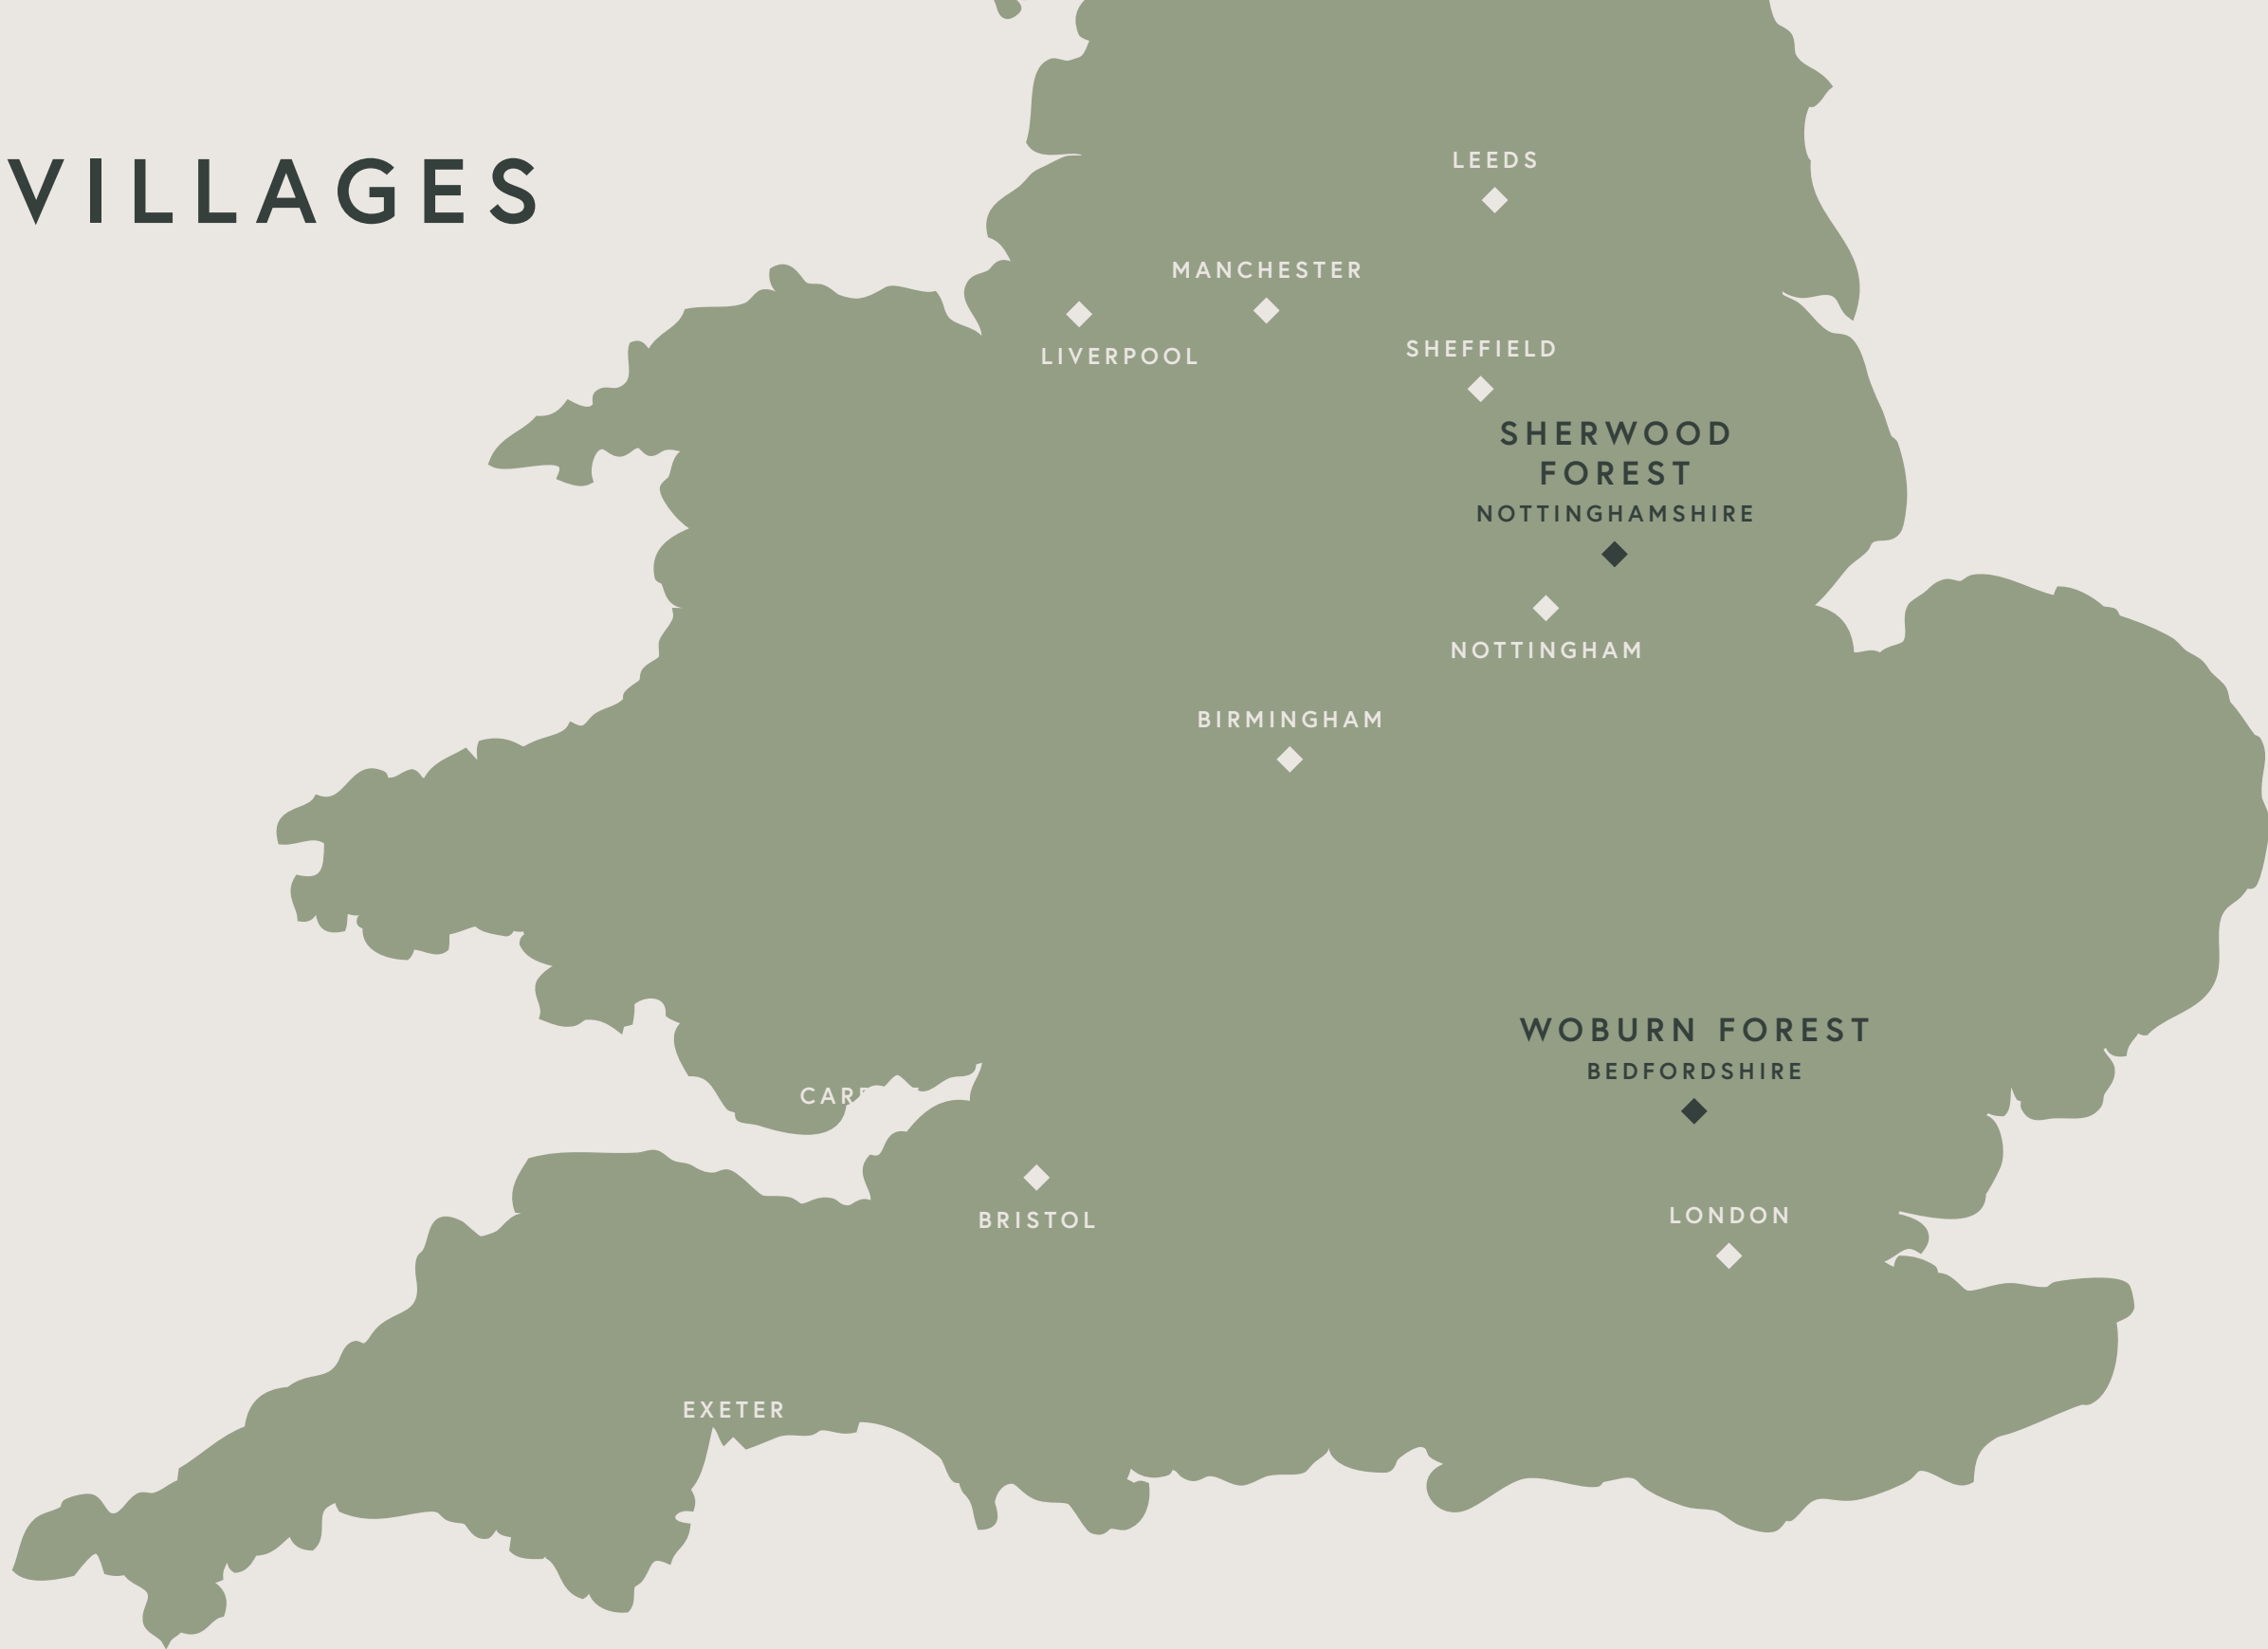 VILLAGES
LEEDS
MANCHESTER
LIVERPOOL
SHEFFIELD
SHERWOOD
FOREST
NOTTINGHAMSHIRE
NOTTINGHAM
BIRMINGHAM
WOBURN FOREST
BEDFORDSHIRE
BRISTOL
LONDON
EXETER